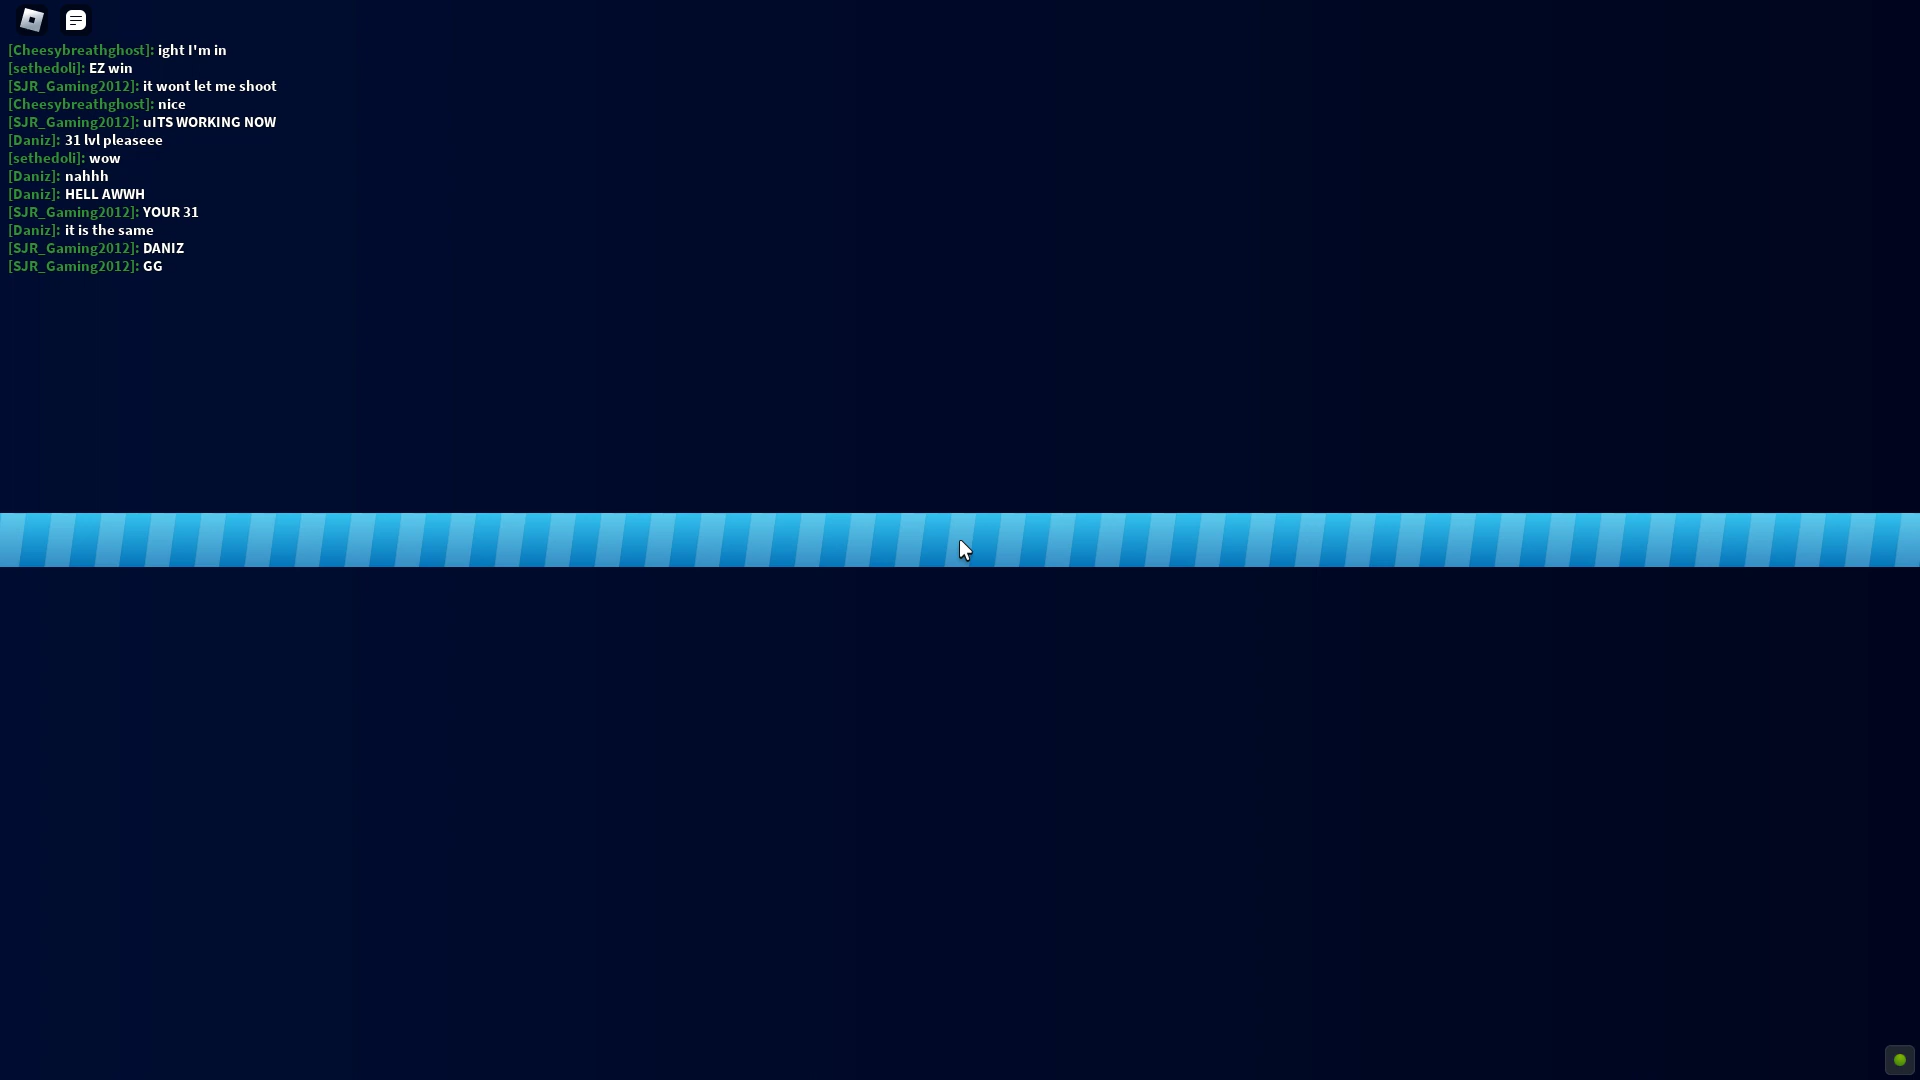 [Cheesybreathghost]: ight I'm in
[sethedoli]: EZ win
[SJR_Gaming2012]: it wont let me shoot
[Cheesybreathghost]: nice
[SJR_Gaming2012]: uITS WORKING NOW
[Daniz]: 31 lvl pleaseee
[sethedoli]: wow
[Daniz]: nahhh
[Daniz]: HELL AWWH
[SJR_Gaming2012]: YOUR 31
[Daniz]: it is the same
[SJR_Gaming2012]: DANIZ
[SJR_Gaming2012]: GG